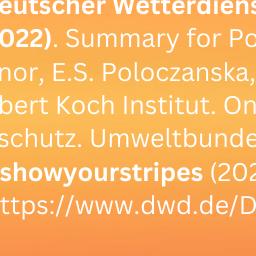 eutscher Wetterdiens
022). Summary for Po
nor, E.S. Poloczanska,
bert Koch Institut. On
schutz. Umweltbunde
showyourstripes (202
ttps://www.dwd.de/D